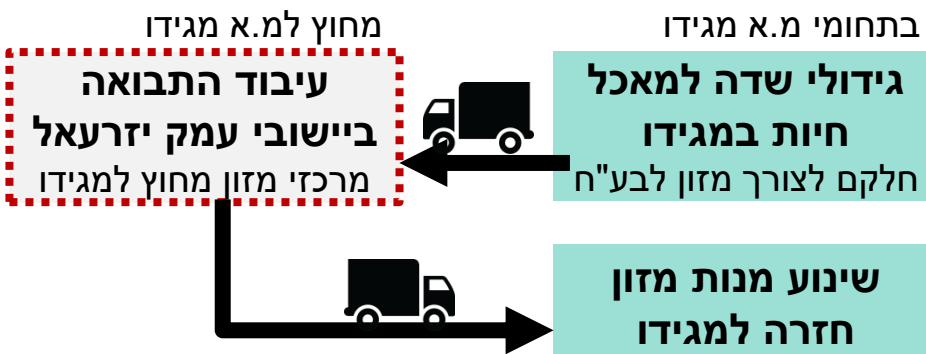 בתחומי מ.א מגידו
גידולי שדה למאכל
חיות במגידו
חלקם לצורך מזון לבע"ח
מחוץ למ.א מגידו
עיבוד התבואה
ביישובי עמק יזרעאל
מרכזי מזון מחוץ למגידו
שינוע מנות מזון
חזרה למגידו